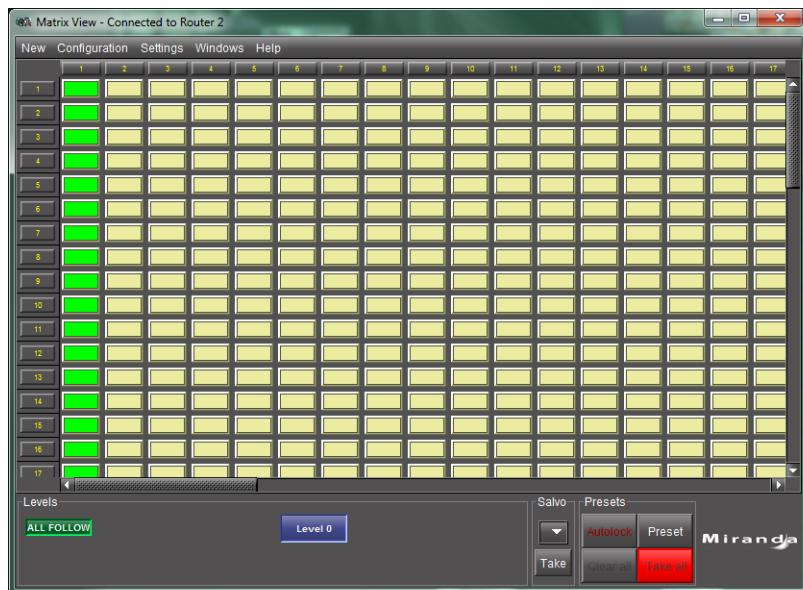 Matrix View - Connected to Router 2
New Configuration Settings Windows Help
1 2 3 4 5 6 7 8 9 10 11 12 13 14 15 16 17
1
2
3
4
5
6
7
8
9
10
11
12
13
14
15
16
17
Levels Salvo Presets
ALL FOLLOW Level 0 Autolock Preset
Miranda
Take Clear all Take all